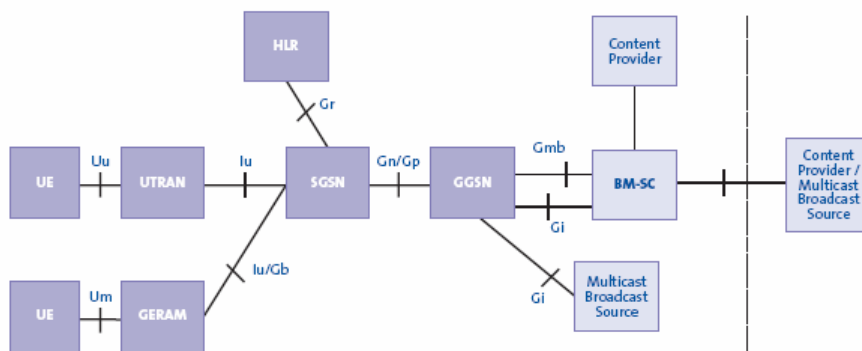 HLR
Content
Provider
Gr
Uu
Iu
Gn/Gp
Gmb
UE
UTRAN
SGSN
GGSN
BM-SC
Content
Provider /
Multicast
Broadcast
Source
Gi
Iu/Gb
Um
Gi
Multicast
Broadcast
Source
UE
GERAM